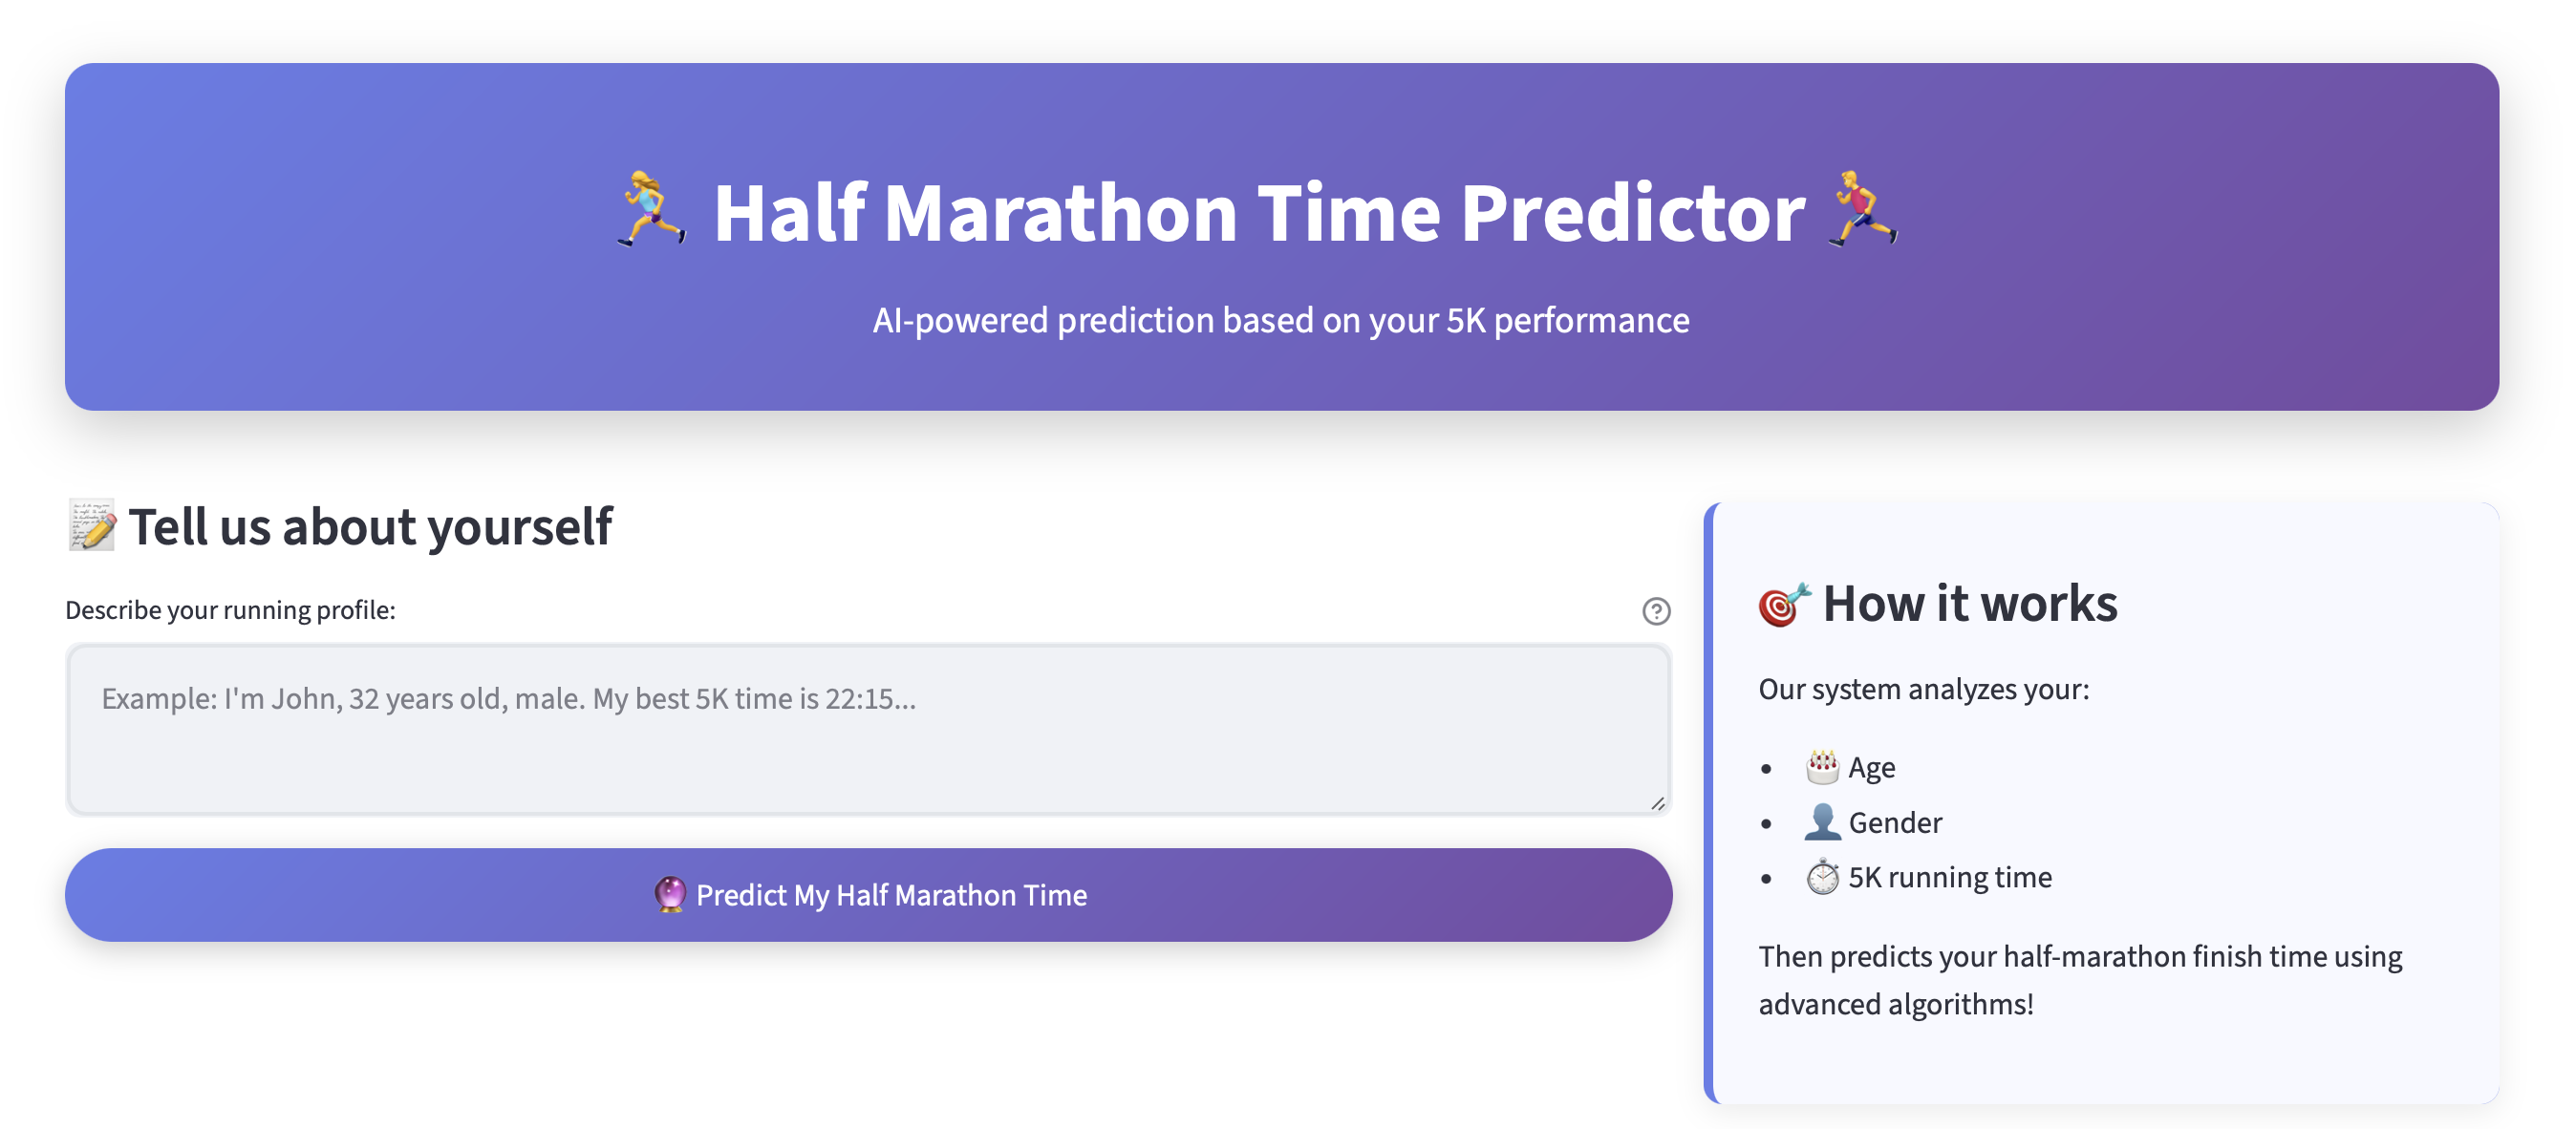 🏃‍♀️ Half Marathon Time Predictor 🏃‍♂️
AI-powered prediction based on your 5K performance
📝 Tell us about yourself
Describe your running profile:
Example: I'm John, 32 years old, male. My best 5K time is 22:15...
🔮 Predict My Half Marathon Time
🎯 How it works
Our system analyzes your:
• 🎂 Age
• 👤 Gender
• ⏱️ 5K running time
Then predicts your half-marathon finish time using
advanced algorithms!